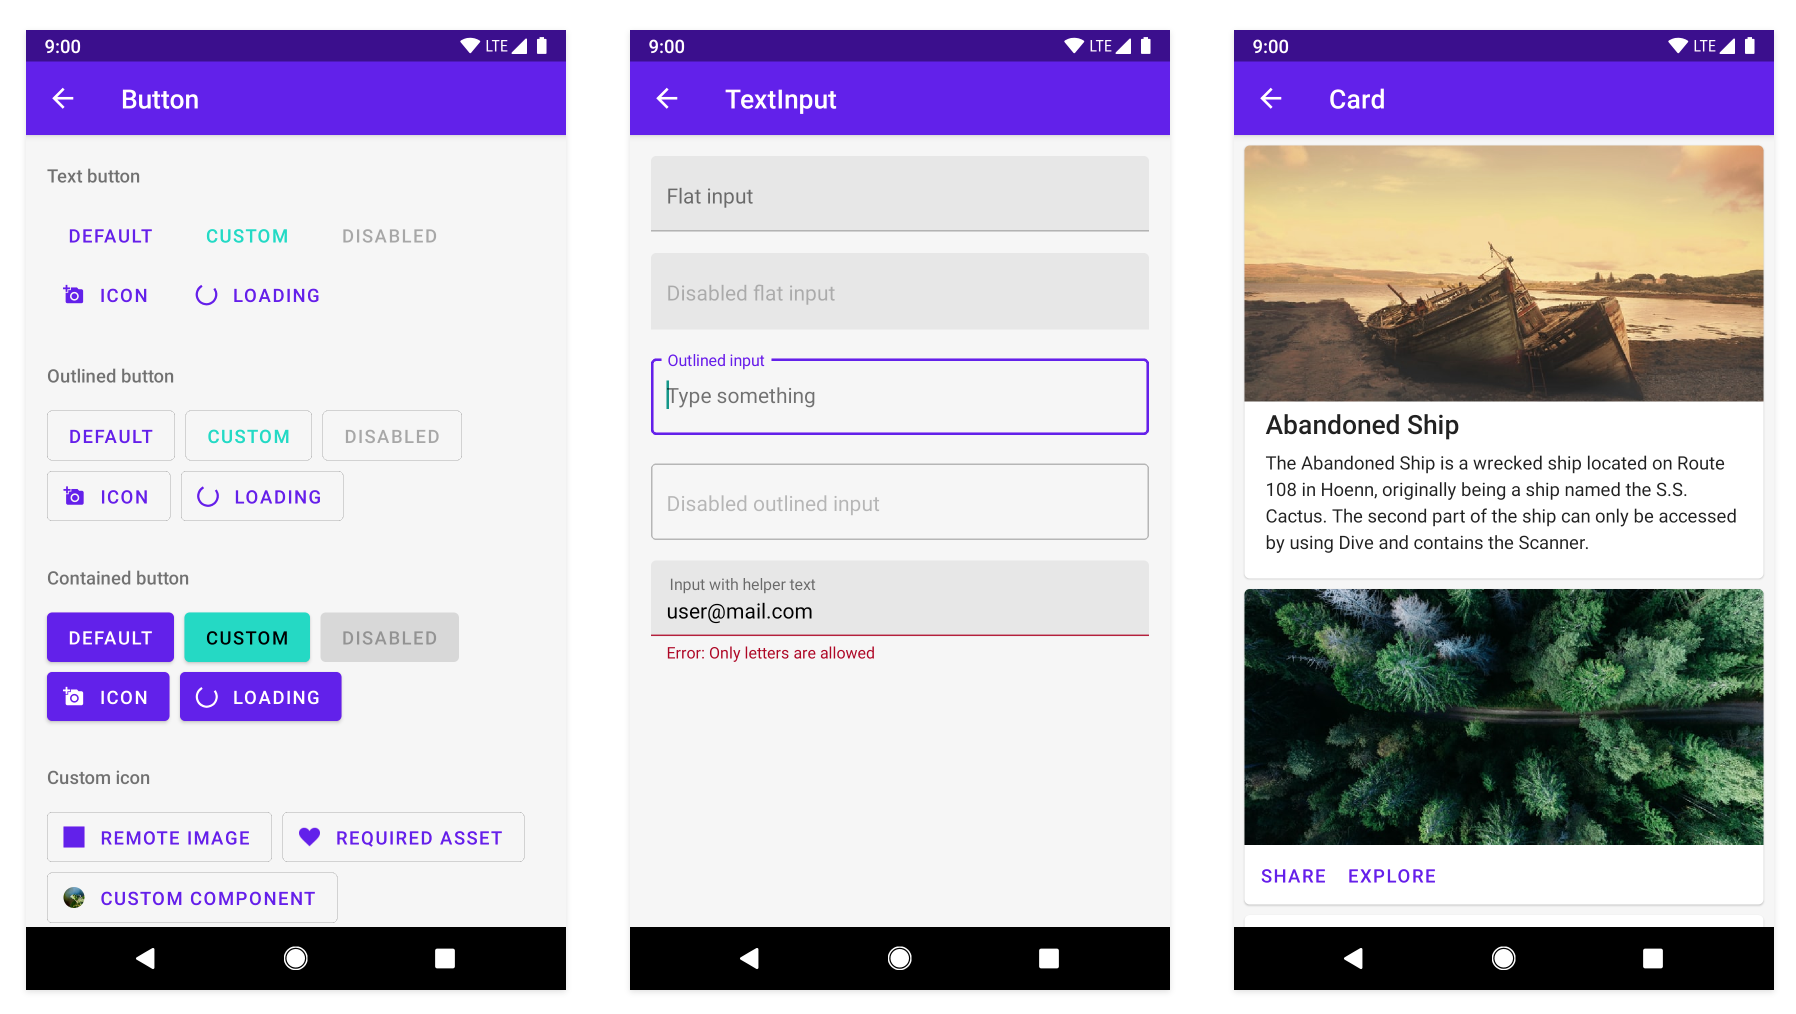 9:00
LTE
Button
Text button
DEFAULT CUSTOM DISABLED
ICON LOADING
Outlined button
DEFAULT CUSTOM DISABLED
ICON LOADING
Contained button
DEFAULT CUSTOM DISABLED
ICON LOADING
Custom icon
REMOTE IMAGE REQUIRED ASSET
CUSTOM COMPONENT
9:00
LTE
TextInput
Flat input
Disabled flat input
Outlined input
Type something
Disabled outlined input
Input with helper text
user@mail.com
Error: Only letters are allowed
9:00
LTE
Card
Abandoned Ship
The Abandoned Ship is a wrecked ship located on Route
108 in Hoenn, originally being a ship named the S.S.
Cactus. The second part of the ship can only be accessed
by using Dive and contains the Scanner.
SHARE EXPLORE